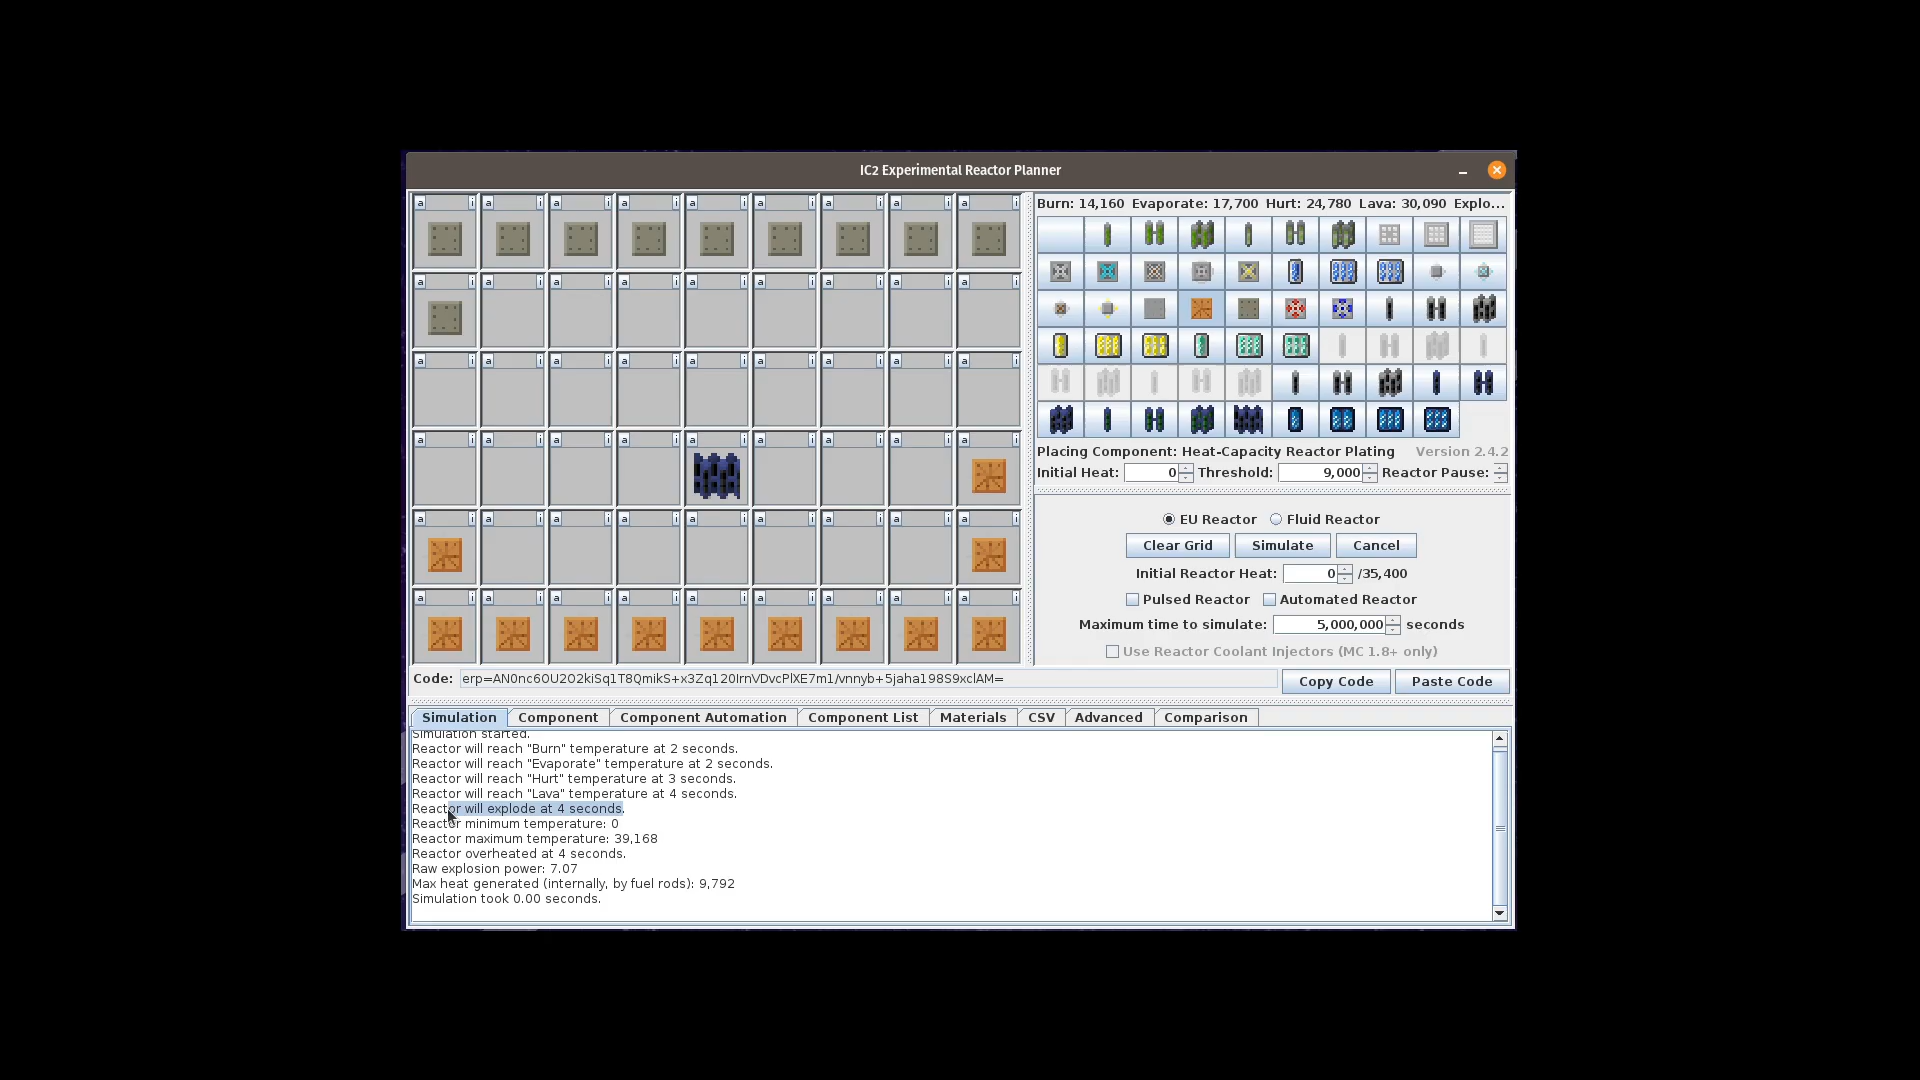 IC2 Experimental Reactor Planner
a i a i a i a i a i a i a i a i a i
a i a i a i a i a i a i a i a i a i
a i a i a i a i a i a i a i a i a i
a i a i a i a i a i a i a i a i a i
a i a i a i a i a i a i a i a i a i
a i a i a i a i a i a i a i a i a i
Burn: 14,160 Evaporate: 17,700 Hurt: 24,780 Lava: 30,090 Explo...
Placing Component: Heat-Capacity Reactor Plating Version 2.4.2
Initial Heat: 0 Threshold: 9,000 Reactor Pause:
EU Reactor Fluid Reactor
Clear Grid Simulate Cancel
Initial Reactor Heat: 0 /35,400
Pulsed Reactor Automated Reactor
Maximum time to simulate: 5,000,000 seconds
Use Reactor Coolant Injectors (MC 1.8+ only)
Code: erp=AN0nc6OU2O2kiSq1T8QmikS+x3Zq120IrnVDvcPlXE7m1/vnnyb+5jaha198S9xclAM= Copy Code Paste Code
Simulation Component Component Automation Component List Materials CSV Advanced Comparison
Simulation started.
Reactor will reach "Burn" temperature at 2 seconds.
Reactor will reach "Evaporate" temperature at 2 seconds.
Reactor will reach "Hurt" temperature at 3 seconds.
Reactor will reach "Lava" temperature at 4 seconds.
Reactor will explode at 4 seconds.
Reactor minimum temperature: 0
Reactor maximum temperature: 39,168
Reactor overheated at 4 seconds.
Raw explosion power: 7.07
Max heat generated (internally, by fuel rods): 9,792
Simulation took 0.00 seconds.